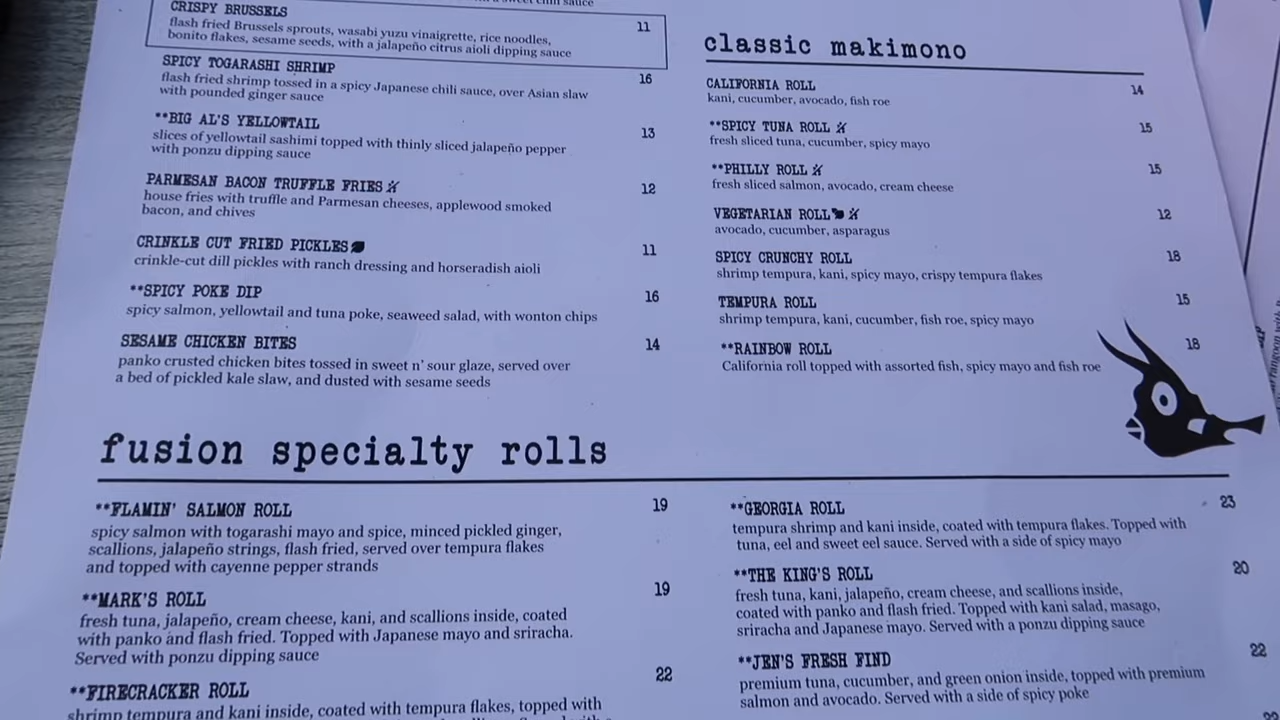 sweet chili sauce
CRISPY BRUSSELS 11
flash fried Brussels sprouts, wasabi yuzu vinaigrette, rice noodles,
bonito flakes, sesame seeds, with a jalapeño citrus aioli dipping sauce
SPICY TOGARASHI SHRIMP 16
flash fried shrimp tossed in a spicy Japanese chili sauce, over Asian slaw
with pounded ginger sauce
**BIG AL'S YELLOWTAIL 13
slices of yellowtail sashimi topped with thinly sliced jalapeño pepper
with ponzu dipping sauce
PARMESAN BACON TRUFFLE FRIES 12
house fries with truffle and Parmesan cheeses, applewood smoked
bacon, and chives
CRINKLE CUT FRIED PICKLES 11
crinkle-cut dill pickles with ranch dressing and horseradish aioli
**SPICY POKE DIP 16
spicy salmon, yellowtail and tuna poke, seaweed salad, with wonton chips
SESAME CHICKEN BITES 14
panko crusted chicken bites tossed in sweet n' sour glaze, served over
a bed of pickled kale slaw, and dusted with sesame seeds
classic makimono
CALIFORNIA ROLL 14
kani, cucumber, avocado, fish roe
**SPICY TUNA ROLL 15
fresh sliced tuna, cucumber, spicy mayo
**PHILLY ROLL 15
fresh sliced salmon, avocado, cream cheese
VEGETARIAN ROLL 12
avocado, cucumber, asparagus
SPICY CRUNCHY ROLL 18
shrimp tempura, kani, spicy mayo, crispy tempura flakes
TEMPURA ROLL 15
shrimp tempura, kani, cucumber, fish roe, spicy mayo
**RAINBOW ROLL 18
California roll topped with assorted fish, spicy mayo and fish roe
fusion specialty rolls
**FLAMIN' SALMON ROLL 19
spicy salmon with togarashi mayo and spice, minced pickled ginger,
scallions, jalapeño strings, flash fried, served over tempura flakes
and topped with cayenne pepper strands
**MARK'S ROLL 19
fresh tuna, jalapeño, cream cheese, kani, and scallions inside, coated
with panko and flash fried. Topped with Japanese mayo and sriracha.
Served with ponzu dipping sauce
**FIRECRACKER ROLL 22
shrimp tempura and kani inside, coated with tempura flakes, topped with
**GEORGIA ROLL 23
tempura shrimp and kani inside, coated with tempura flakes. Topped with
tuna, eel and sweet eel sauce. Served with a side of spicy mayo
**THE KING'S ROLL 20
fresh tuna, kani, jalapeño, cream cheese, and scallions inside,
coated with panko and flash fried. Topped with kani salad, masago,
sriracha and Japanese mayo. Served with a ponzu dipping sauce
**JEN'S FRESH FIND 22
premium tuna, cucumber, and green onion inside, topped with premium
salmon and avocado. Served with a side of spicy poke